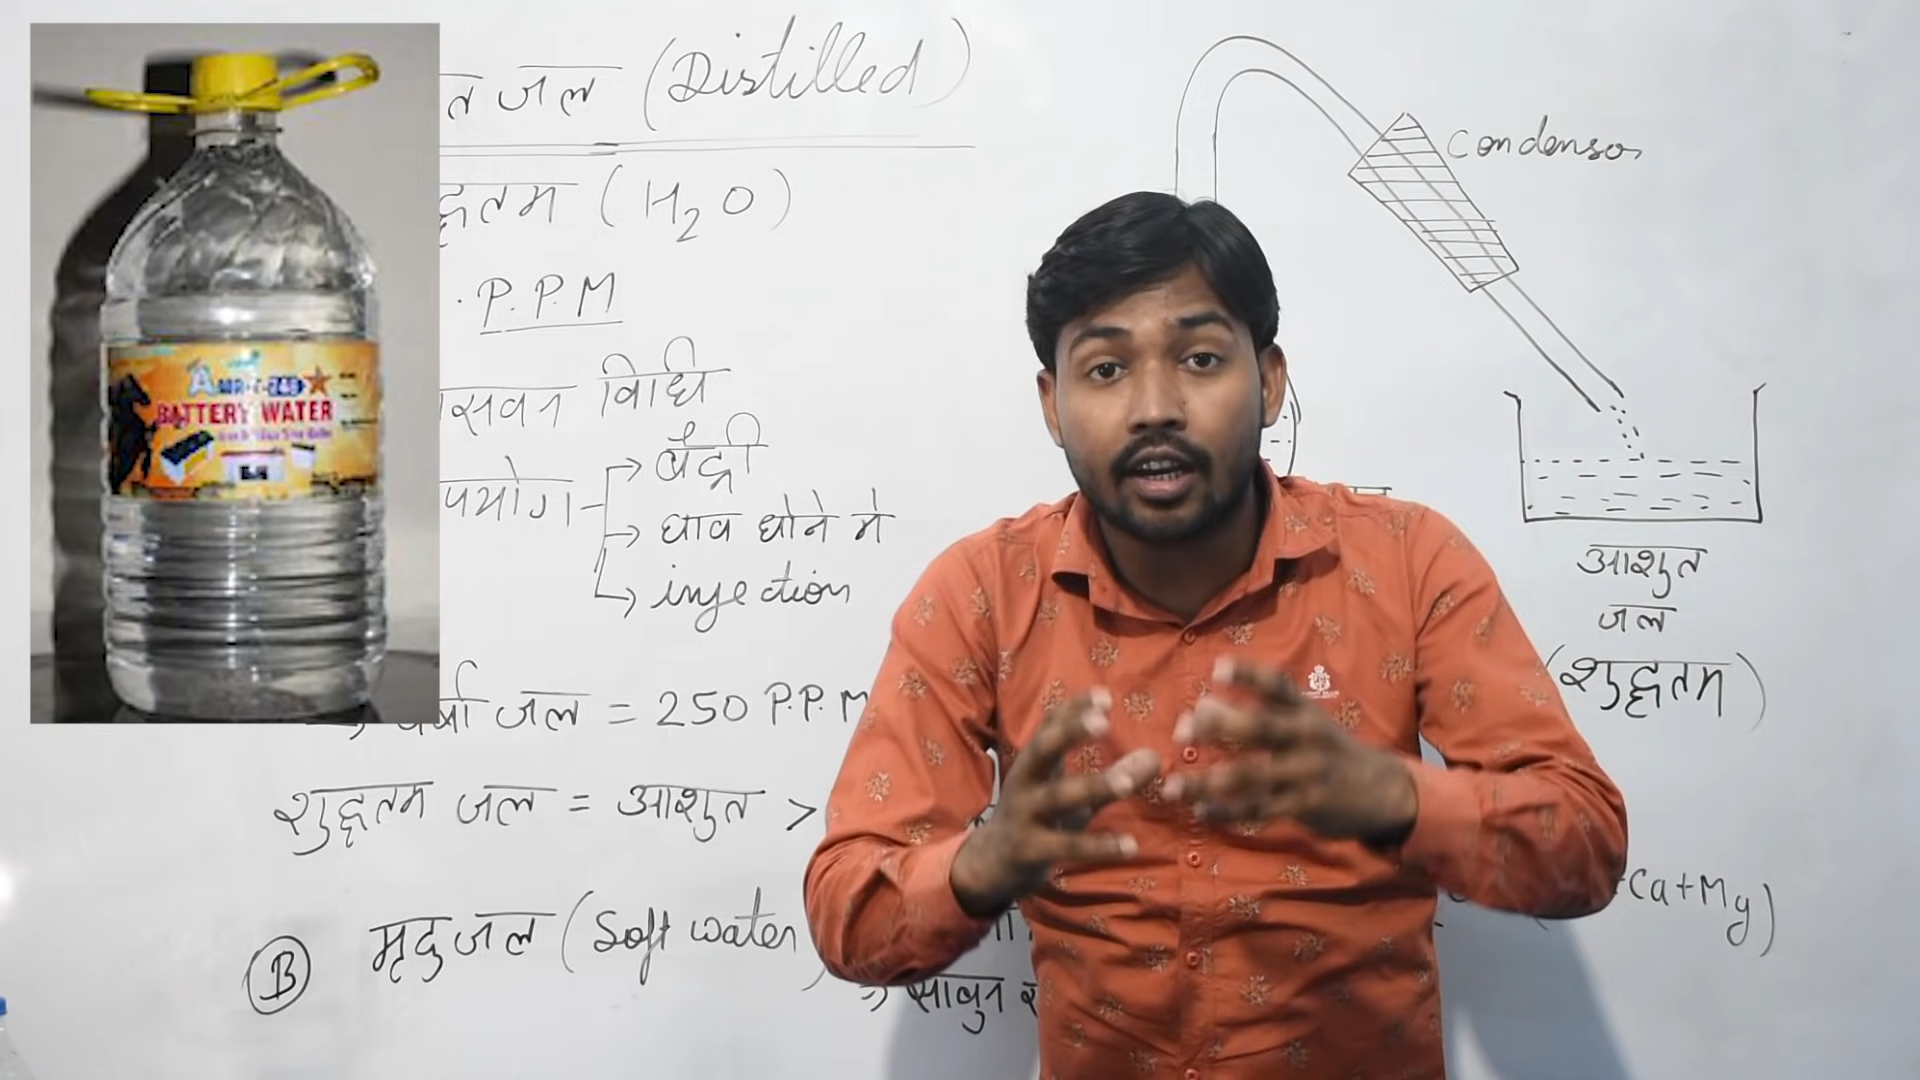 त जल (Distilled)
द्धतम (H₂O)
. P.P.M
सवन विधि
बैट्री
पयोग → घाव धोने मे
→ injection
वर्षा जल = 250 P.P.M
शुद्धतम जल = आशुत >
B मृदुजल (Soft water)
→ साबुन
BATTERY WATER
Condensor
आशुत
जल
(शुद्धतम)
+Ca+Mg)